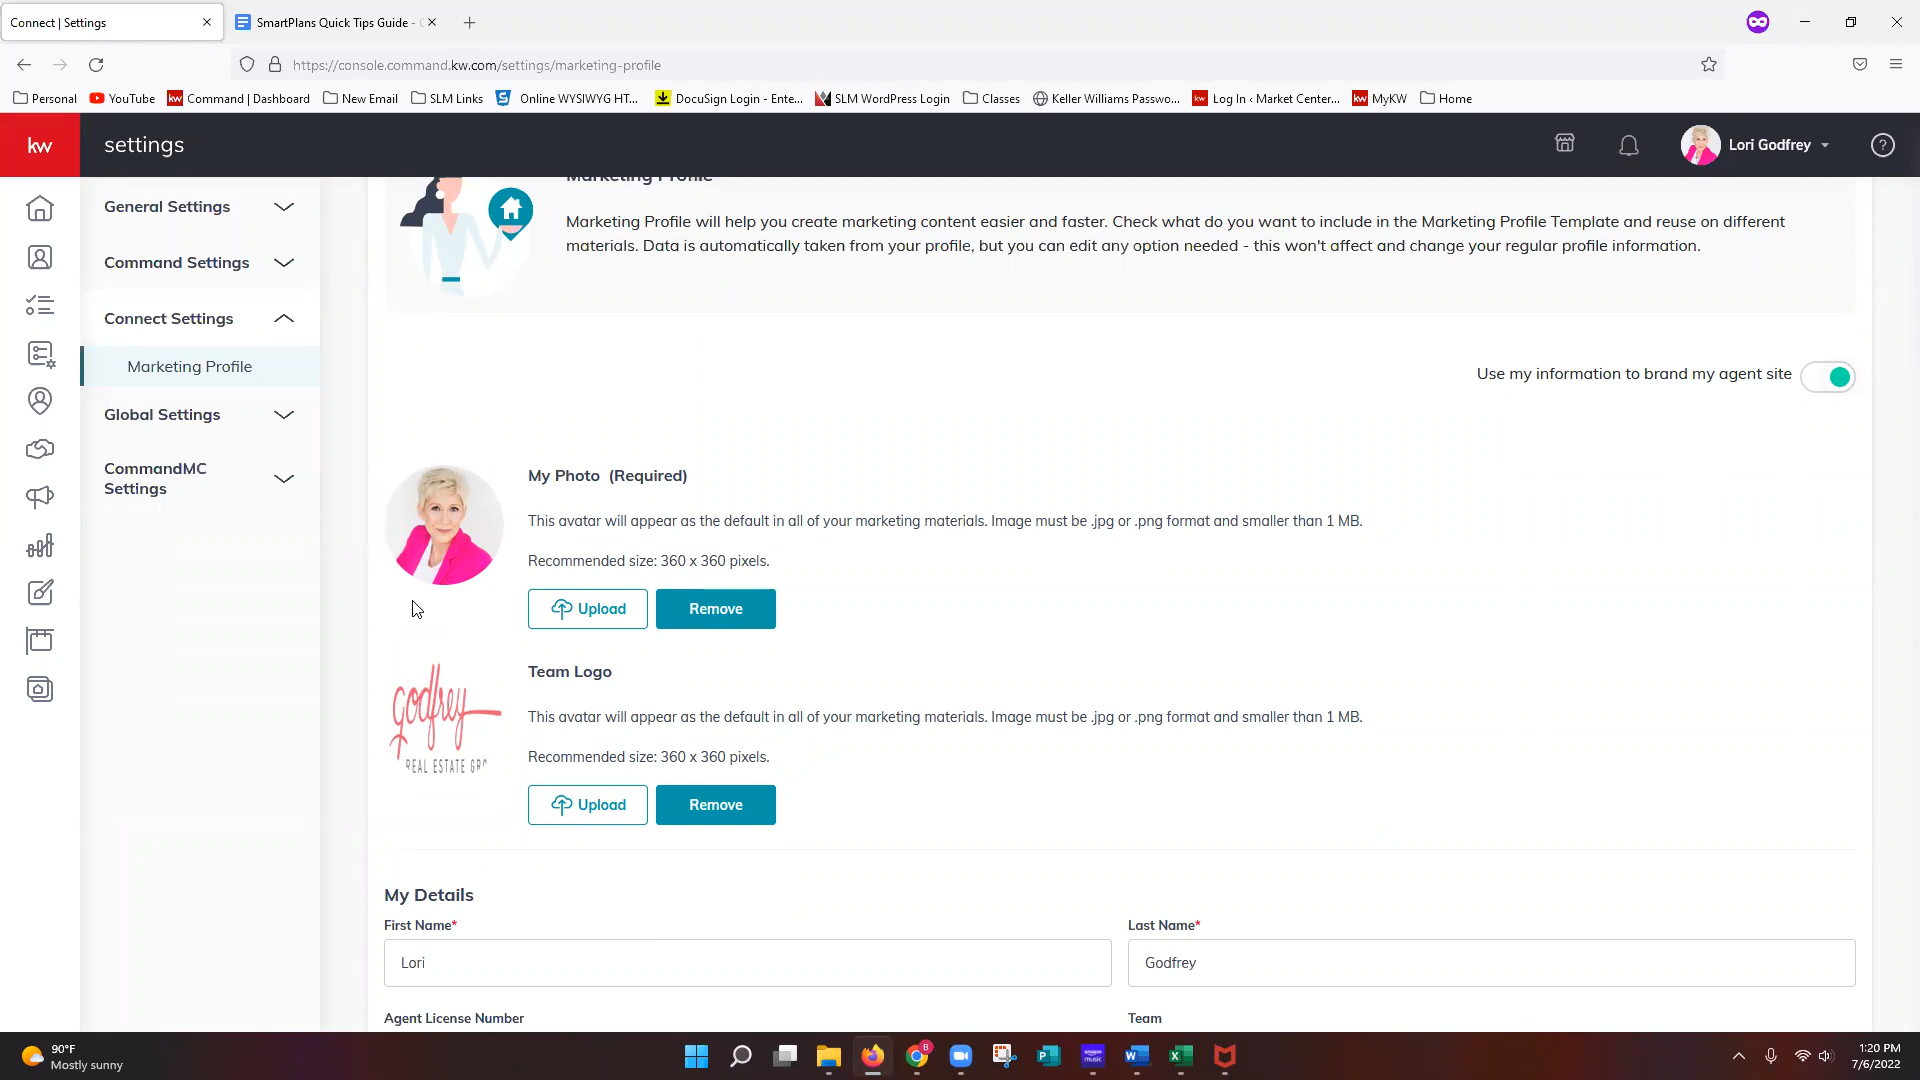 Connect | Settings
SmartPlans Quick Tips Guide -
https://console.command.kw.com/settings/marketing-profile
Personal
YouTube
Command | Dashboard
New Email
SLM Links
Online WYSIWYG HT...
DocuSign Login - Ente...
SLM WordPress Login
Classes
Keller Williams Passwo...
Log In ‹ Market Center...
MyKW
Home
kw
settings
Lori Godfrey
General Settings
Command Settings
Connect Settings
Marketing Profile
Global Settings
CommandMC
Settings
Marketing Profile
Marketing Profile will help you create marketing content easier and faster. Check what do you want to include in the Marketing Profile Template and reuse on different
materials. Data is automatically taken from your profile, but you can edit any option needed - this won't affect and change your regular profile information.
Use my information to brand my agent site
My Photo (Required)
This avatar will appear as the default in all of your marketing materials. Image must be .jpg or .png format and smaller than 1 MB.
Recommended size: 360 x 360 pixels.
Upload
Remove
godfrey
REAL ESTATE GRO
Team Logo
This avatar will appear as the default in all of your marketing materials. Image must be .jpg or .png format and smaller than 1 MB.
Recommended size: 360 x 360 pixels.
Upload
Remove
My Details
First Name*
Last Name*
Lori
Godfrey
Agent License Number
Team
90°F
Mostly sunny
1:20 PM
7/6/2022